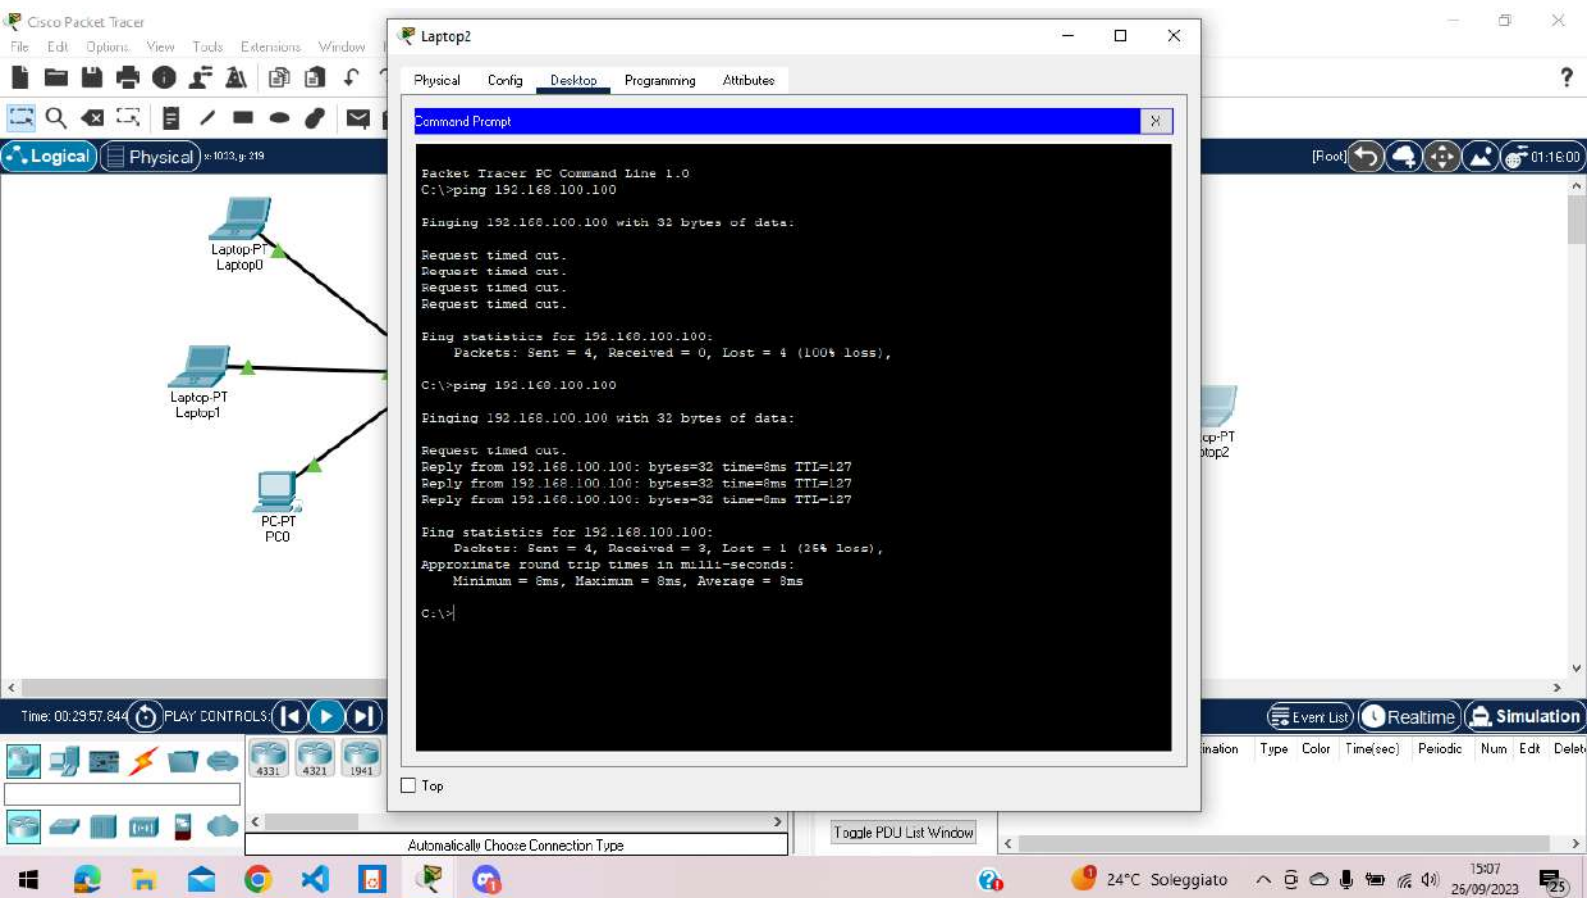 Cisco Packet Tracer
File Edit Options View Tools Extensions Window
Laptop2
Physical Config Desktop Programming Attributes
?
Command Prompt
X
Logical Physical x: 1033, y: 219
[Root] 01:16:00
Packet Tracer PC Command Line 1.0
C:\>ping 192.168.100.100
Pinging 192.168.100.100 with 32 bytes of data:
Request timed out.
Request timed out.
Request timed out.
Request timed out.
Ping statistics for 192.168.100.100:
Packets: Sent = 4, Received = 0, Lost = 4 (100% loss),
C:\>ping 192.168.100.100
Pinging 192.168.100.100 with 32 bytes of data:
Request timed out.
Reply from 192.168.100.100: bytes=32 time=8ms TTL=127
Reply from 192.168.100.100: bytes=32 time=8ms TTL=127
Reply from 192.168.100.100: bytes=32 time=8ms TTL=127
Ping statistics for 192.168.100.100:
Packets: Sent = 4, Received = 3, Lost = 1 (25% loss),
Approximate round trip times in milli-seconds:
Minimum = 8ms, Maximum = 8ms, Average = 8ms
C:\>
Laptop-PT
Laptop0
Laptop-PT
Laptop1
PC-PT
PC0
op-PT
ptop2
Time: 00:29:57.844 PLAY CONTROLS:
Event List Realtime Simulation
ination Type Color Time(sec) Periodic Num Edit Delet
4331 4321 1941
Top
Toggle PDU List Window
Automatically Choose Connection Type
24°C Soleggiato
15:07
26/09/2023
25